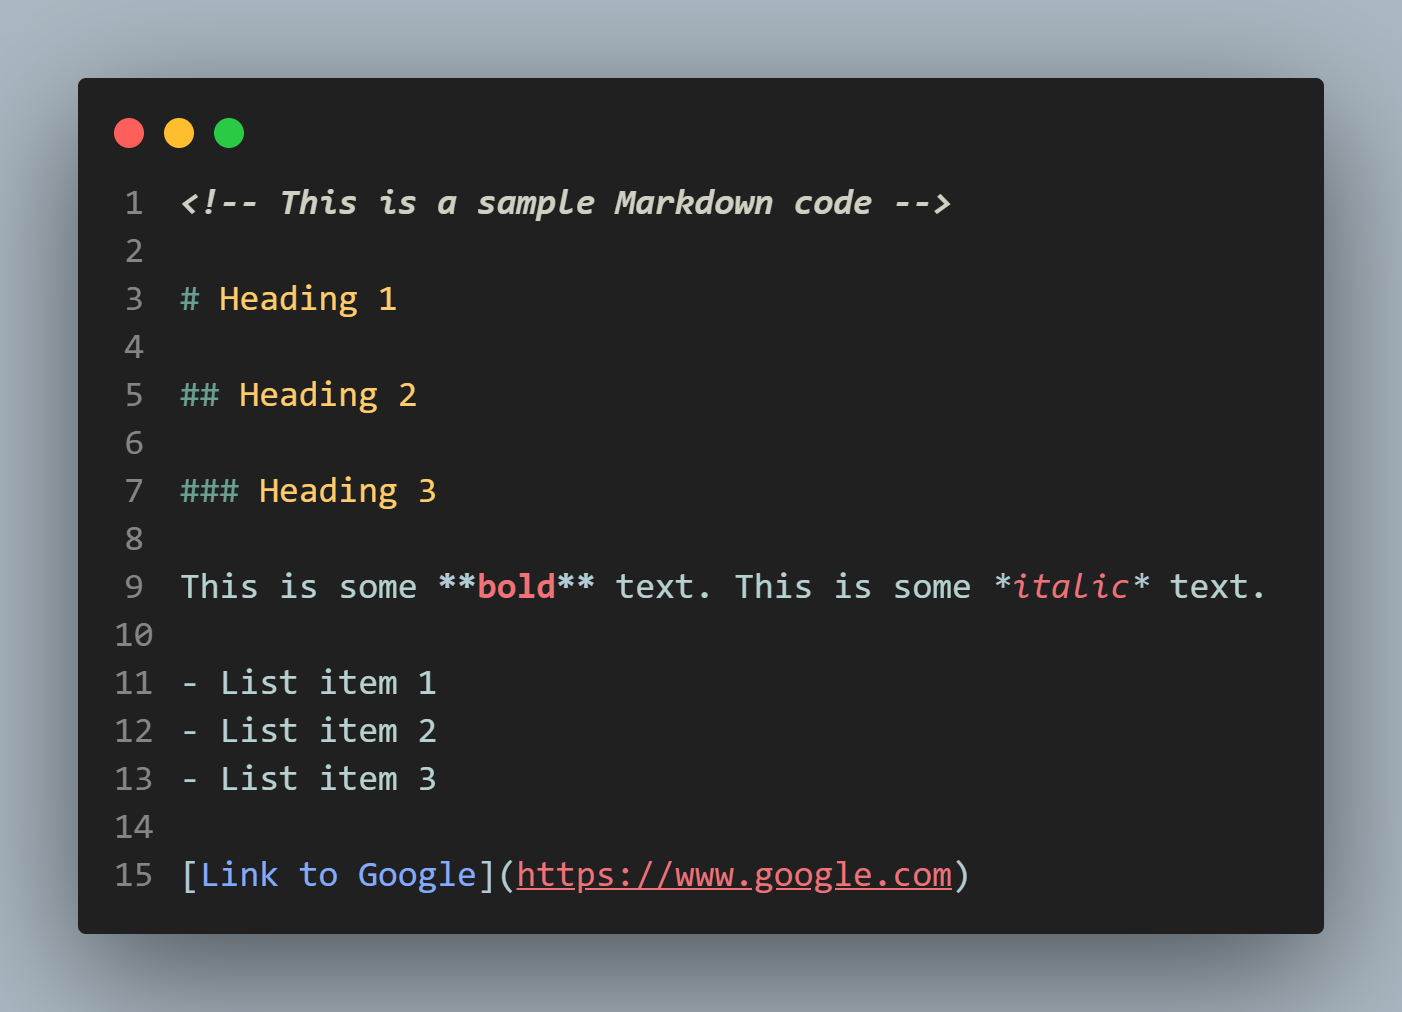 1 <!-- This is a sample Markdown code -->
2
3 # Heading 1
4
5 ## Heading 2
6
7 ### Heading 3
8
9 This is some **bold** text. This is some *italic* text.
10
11 - List item 1
12 - List item 2
13 - List item 3
14
15 [Link to Google](https://www.google.com)